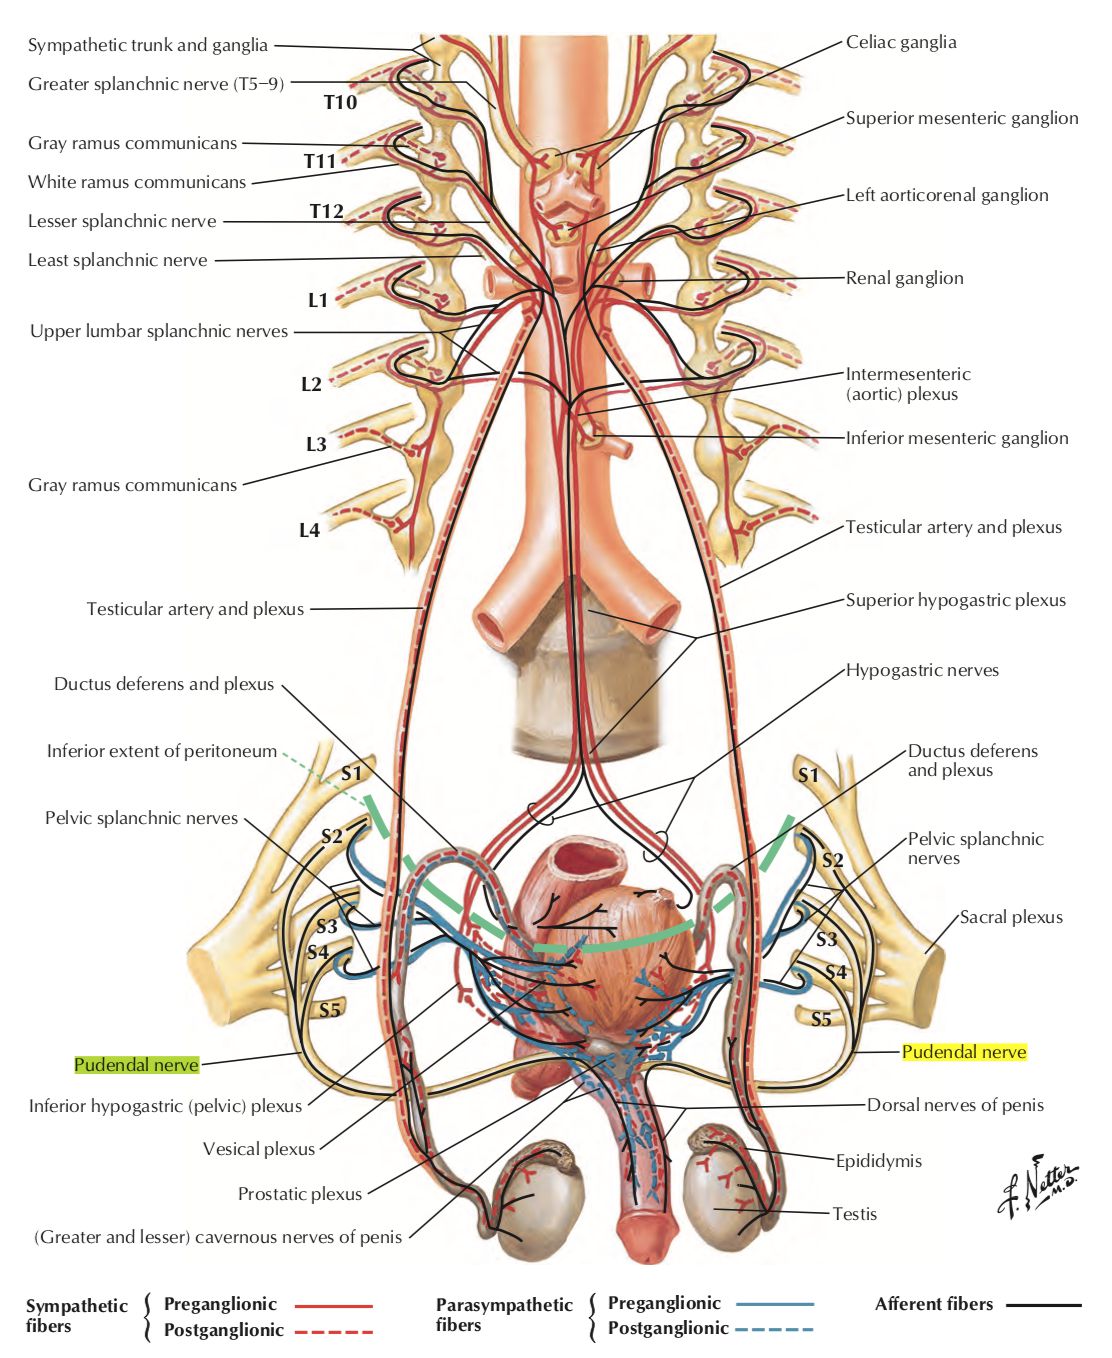 Sympathetic trunk and ganglia
Greater splanchnic nerve (T5–9)
T10
Gray ramus communicans
T11
White ramus communicans
T12
Lesser splanchnic nerve
Least splanchnic nerve
L1
Upper lumbar splanchnic nerves
L2
L3
Gray ramus communicans
L4
Testicular artery and plexus
Ductus deferens and plexus
Inferior extent of peritoneum
S1
Pelvic splanchnic nerves
S2
S3
S4
S5
Pudendal nerve
Inferior hypogastric (pelvic) plexus
Vesical plexus
Prostatic plexus
(Greater and lesser) cavernous nerves of penis
Celiac ganglia
Superior mesenteric ganglion
Left aorticorenal ganglion
Renal ganglion
Intermesenteric
(aortic) plexus
Inferior mesenteric ganglion
Testicular artery and plexus
Superior hypogastric plexus
Hypogastric nerves
Ductus deferens
and plexus
S1
Pelvic splanchnic
nerves
S2
Sacral plexus
S3
S4
S5
Pudendal nerve
Dorsal nerves of penis
Epididymis
Testis
F. Netter
M.D.
Sympathetic
fibers
Preganglionic
Postganglionic
Parasympathetic
fibers
Preganglionic
Postganglionic
Afferent fibers